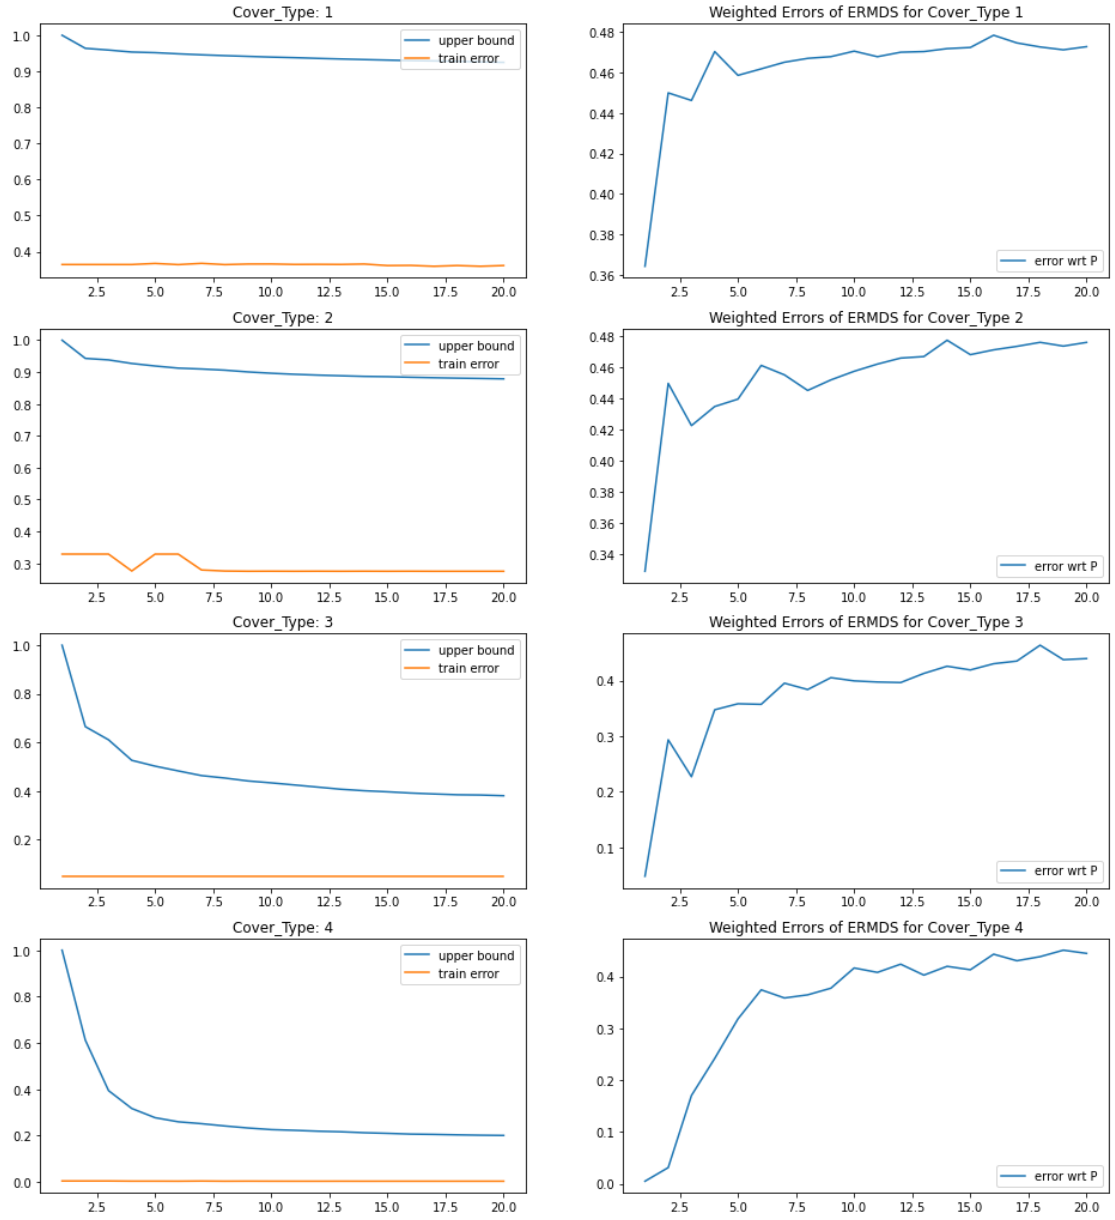 Cover_Type: 1
1.0
0.9
0.8
0.7
0.6
0.5
0.4
upper bound
train error
2.5 5.0 7.5 10.0 12.5 15.0 17.5 20.0
Weighted Errors of ERMDS for Cover_Type 1
0.48
0.46
0.44
0.42
0.40
0.38
0.36
error wrt P
2.5 5.0 7.5 10.0 12.5 15.0 17.5 20.0
Cover_Type: 2
1.0
0.9
0.8
0.7
0.6
0.5
0.4
0.3
upper bound
train error
2.5 5.0 7.5 10.0 12.5 15.0 17.5 20.0
Weighted Errors of ERMDS for Cover_Type 2
0.48
0.46
0.44
0.42
0.40
0.38
0.36
0.34
error wrt P
2.5 5.0 7.5 10.0 12.5 15.0 17.5 20.0
Cover_Type: 3
1.0
0.8
0.6
0.4
0.2
upper bound
train error
2.5 5.0 7.5 10.0 12.5 15.0 17.5 20.0
Weighted Errors of ERMDS for Cover_Type 3
0.4
0.3
0.2
0.1
error wrt P
2.5 5.0 7.5 10.0 12.5 15.0 17.5 20.0
Cover_Type: 4
1.0
0.8
0.6
0.4
0.2
0.0
upper bound
train error
2.5 5.0 7.5 10.0 12.5 15.0 17.5 20.0
Weighted Errors of ERMDS for Cover_Type 4
0.4
0.3
0.2
0.1
0.0
error wrt P
2.5 5.0 7.5 10.0 12.5 15.0 17.5 20.0